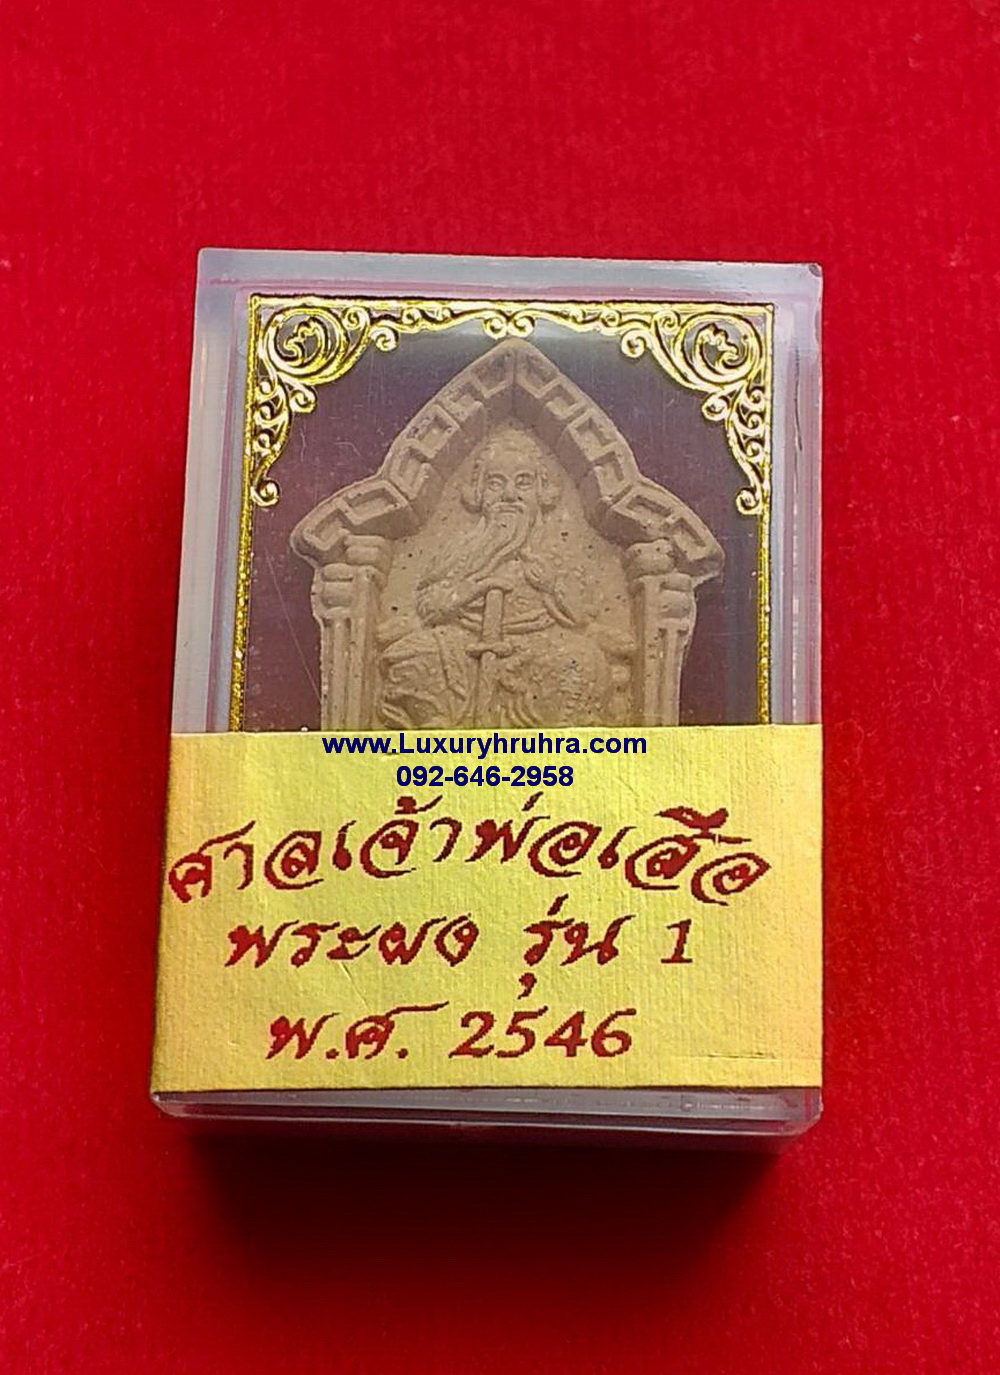 www.Luxuryhruhra.com
092-646-2958
ศาลเจ้าพ่อเสือ
พระผง รุ่น 1
พ.ศ. 2546